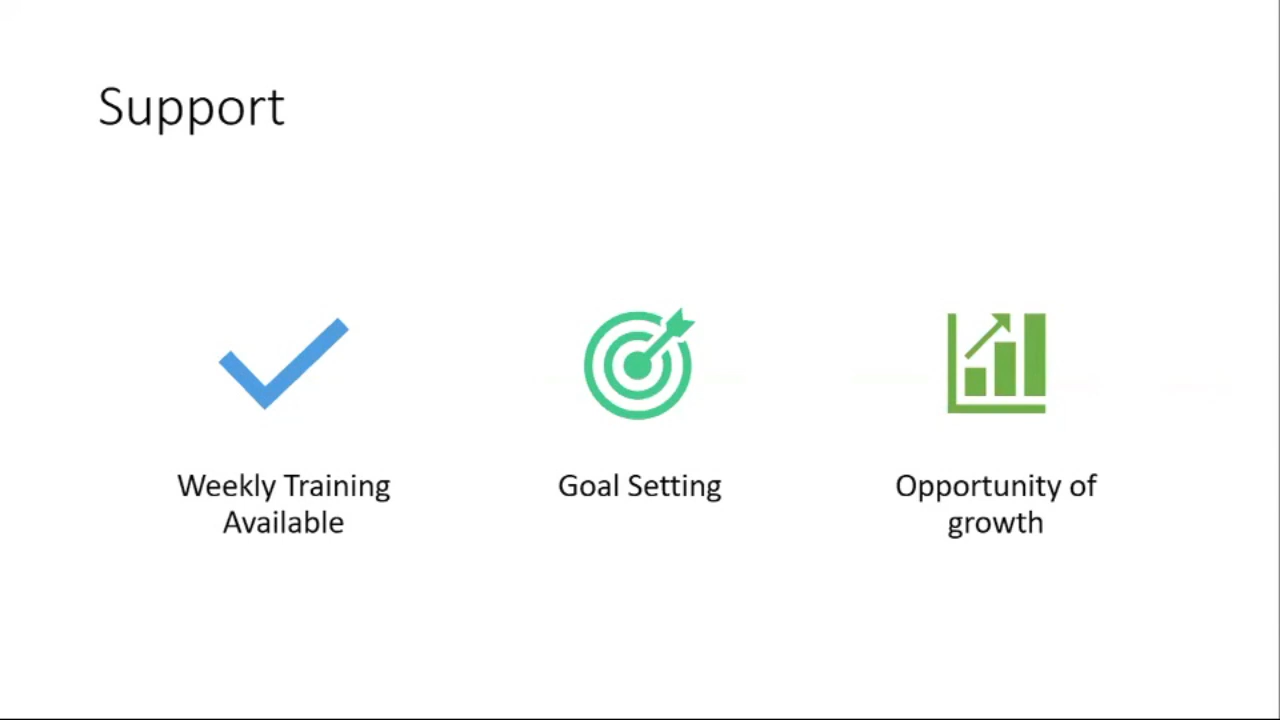 Support
Weekly Training
Available
Goal Setting
Opportunity of
growth